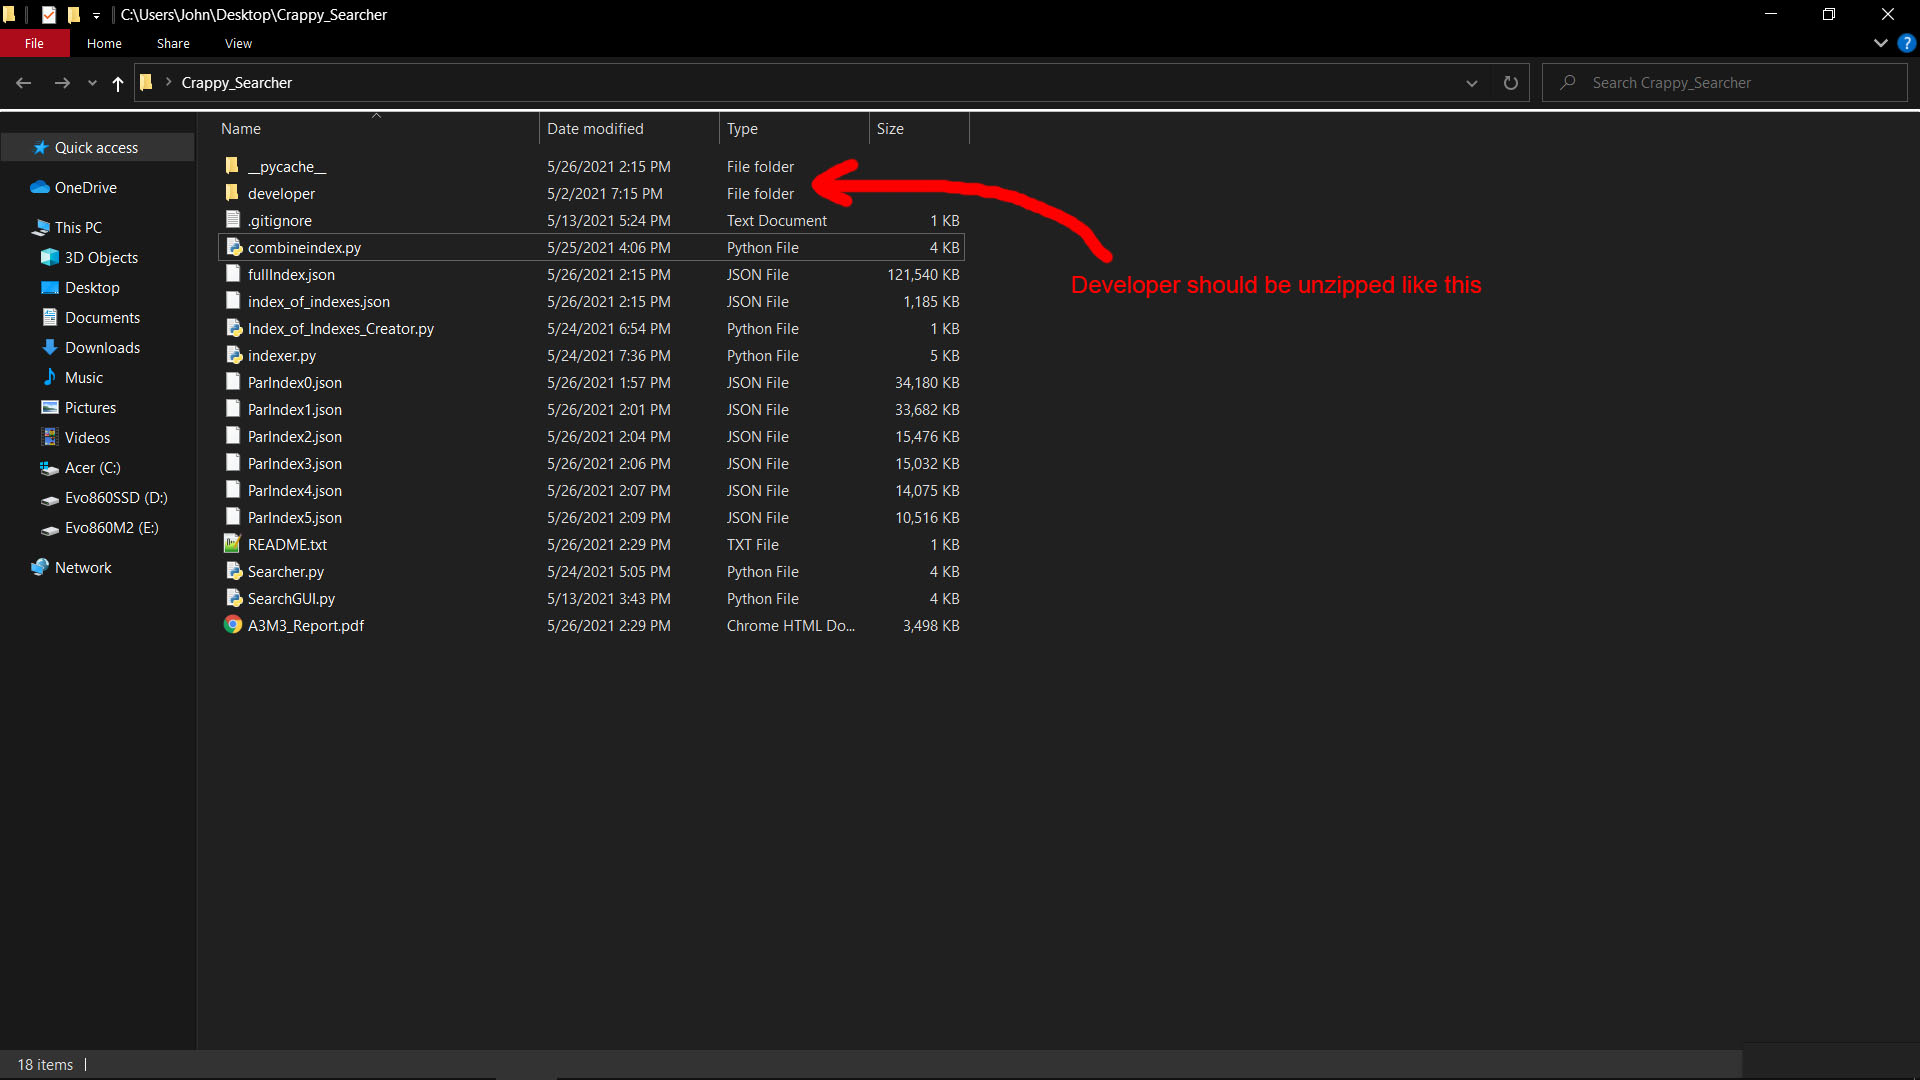 C:\Users\John\Desktop\Crappy_Searcher
File Home Share View
Crappy_Searcher
Search Crappy_Searcher
Name Date modified Type Size
Quick access
OneDrive
This PC
3D Objects
Desktop
Documents
Downloads
Music
Pictures
Videos
Acer (C:)
Evo860SSD (D:)
Evo860M2 (E:)
Network
__pycache__ 5/26/2021 2:15 PM File folder
developer 5/2/2021 7:15 PM File folder
.gitignore 5/13/2021 5:24 PM Text Document 1 KB
combineindex.py 5/25/2021 4:06 PM Python File 4 KB
fullIndex.json 5/26/2021 2:15 PM JSON File 121,540 KB
index_of_indexes.json 5/26/2021 2:15 PM JSON File 1,185 KB
Index_of_Indexes_Creator.py 5/24/2021 6:54 PM Python File 1 KB
indexer.py 5/24/2021 7:36 PM Python File 5 KB
ParIndex0.json 5/26/2021 1:57 PM JSON File 34,180 KB
ParIndex1.json 5/26/2021 2:01 PM JSON File 33,682 KB
ParIndex2.json 5/26/2021 2:04 PM JSON File 15,476 KB
ParIndex3.json 5/26/2021 2:06 PM JSON File 15,032 KB
ParIndex4.json 5/26/2021 2:07 PM JSON File 14,075 KB
ParIndex5.json 5/26/2021 2:09 PM JSON File 10,516 KB
README.txt 5/26/2021 2:29 PM TXT File 1 KB
Searcher.py 5/24/2021 5:05 PM Python File 4 KB
SearchGUI.py 5/13/2021 3:43 PM Python File 4 KB
A3M3_Report.pdf 5/26/2021 2:29 PM Chrome HTML Do... 3,498 KB
Developer should be unzipped like this
18 items